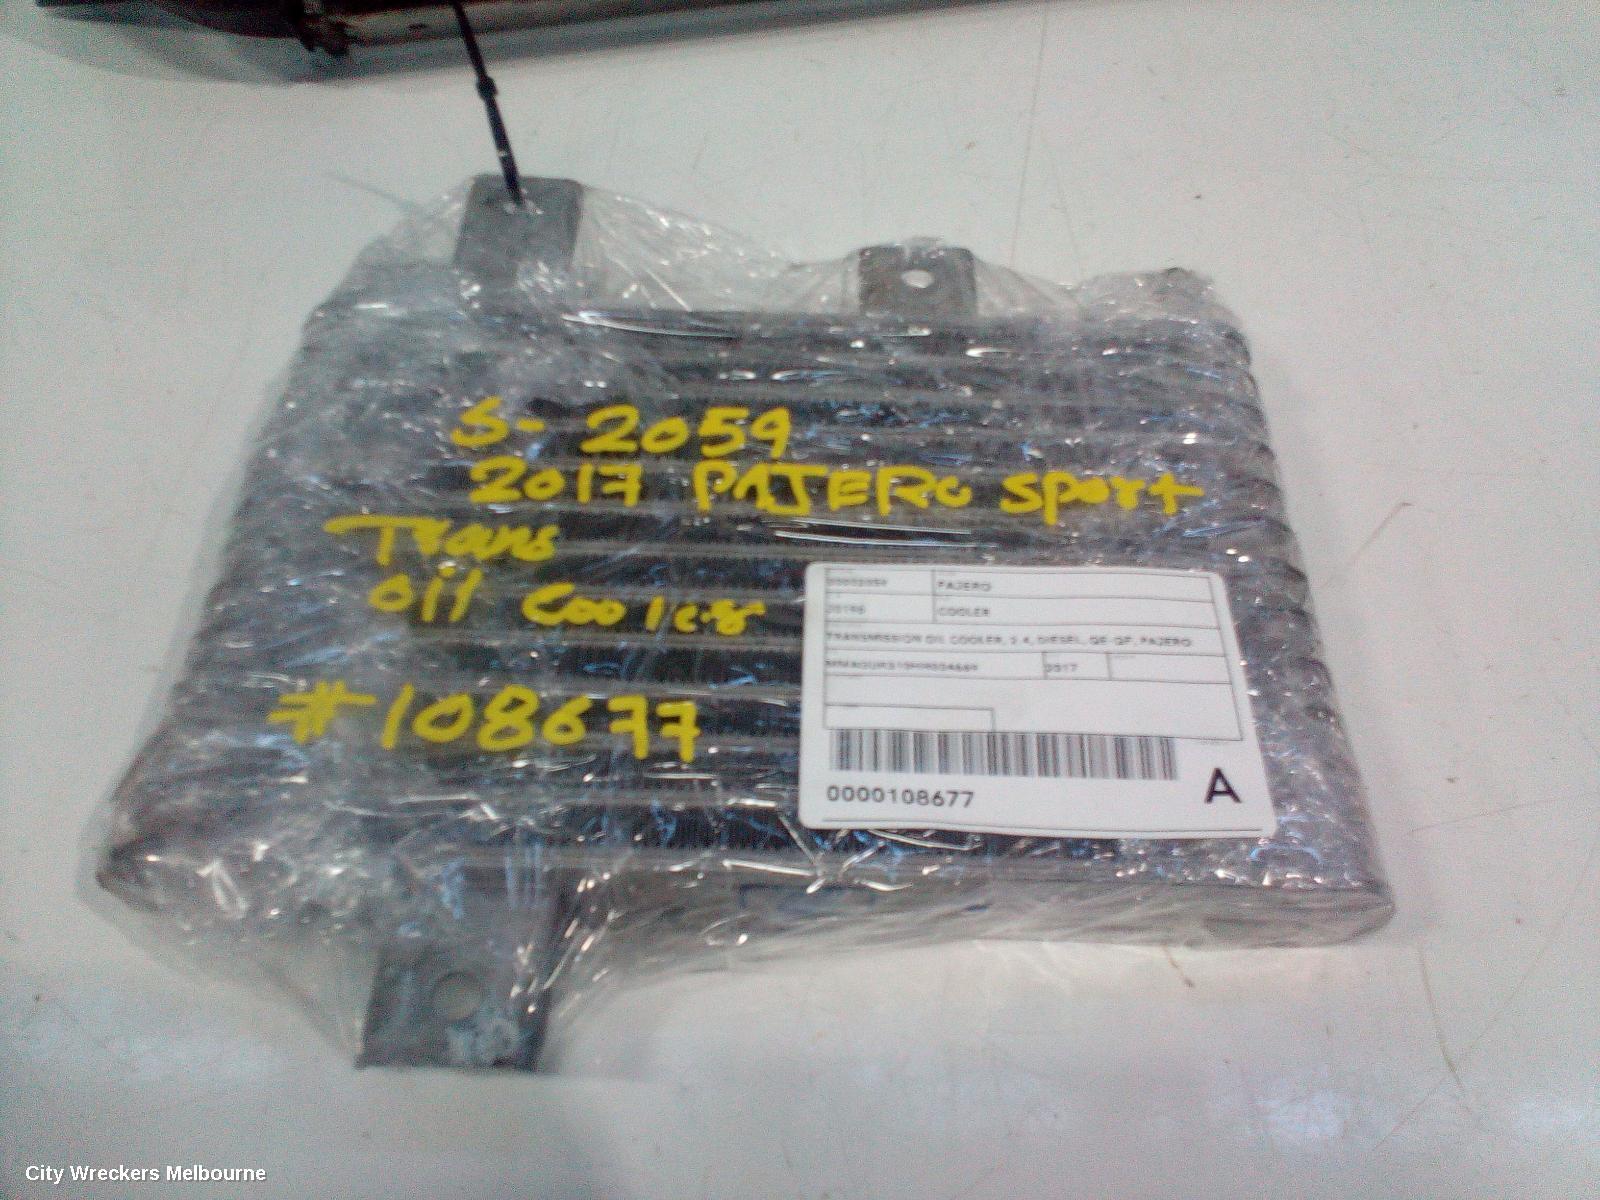 S- 2059
2017 PAJERO Sport
Trans
oil cooler
#108677
PAJERO
COOLER
TRANSMISSION OIL COOLER, 2.4, DIESEL, QE-QF, PAJERO
2017
0000108677
A
City Wreckers Melbourne